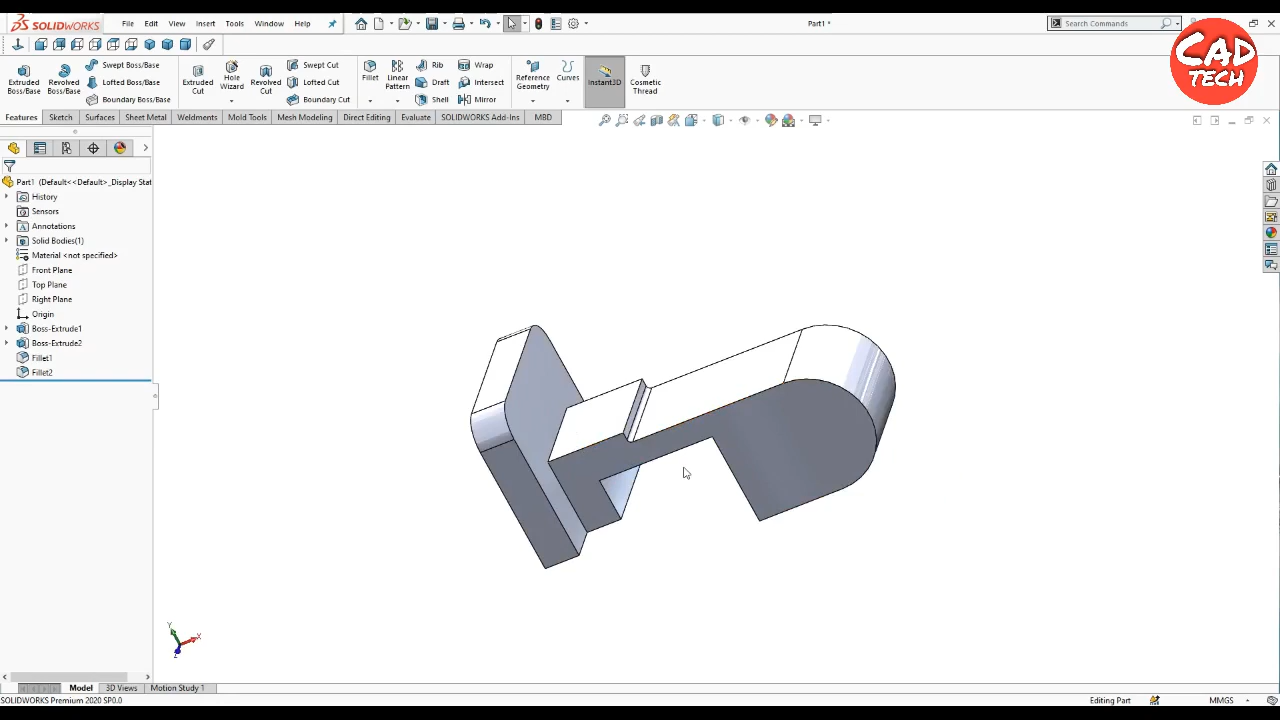 SOLIDWORKS File Edit View Insert Tools Window Help Part1 * Search Commands
CAD TECH
Extruded Boss/Base
Revolved Boss/Base
Swept Boss/Base
Lofted Boss/Base
Boundary Boss/Base
Extruded Cut
Hole Wizard
Revolved Cut
Swept Cut
Lofted Cut
Boundary Cut
Fillet
Linear Pattern
Rib
Draft
Shell
Wrap
Intersect
Mirror
Reference Geometry
Curves
Instant3D
Cosmetic Thread
Features Sketch Surfaces Sheet Metal Weldments Mold Tools Mesh Modeling Direct Editing Evaluate SOLIDWORKS Add-Ins MBD
Part1 (Default<<Default>_Display Stat
History
Sensors
Annotations
Solid Bodies(1)
Material <not specified>
Front Plane
Top Plane
Right Plane
Origin
Boss-Extrude1
Boss-Extrude2
Fillet1
Fillet2
Y
X
Z
Model 3D Views Motion Study 1
SOLIDWORKS Premium 2020 SP0.0 Editing Part MMGS